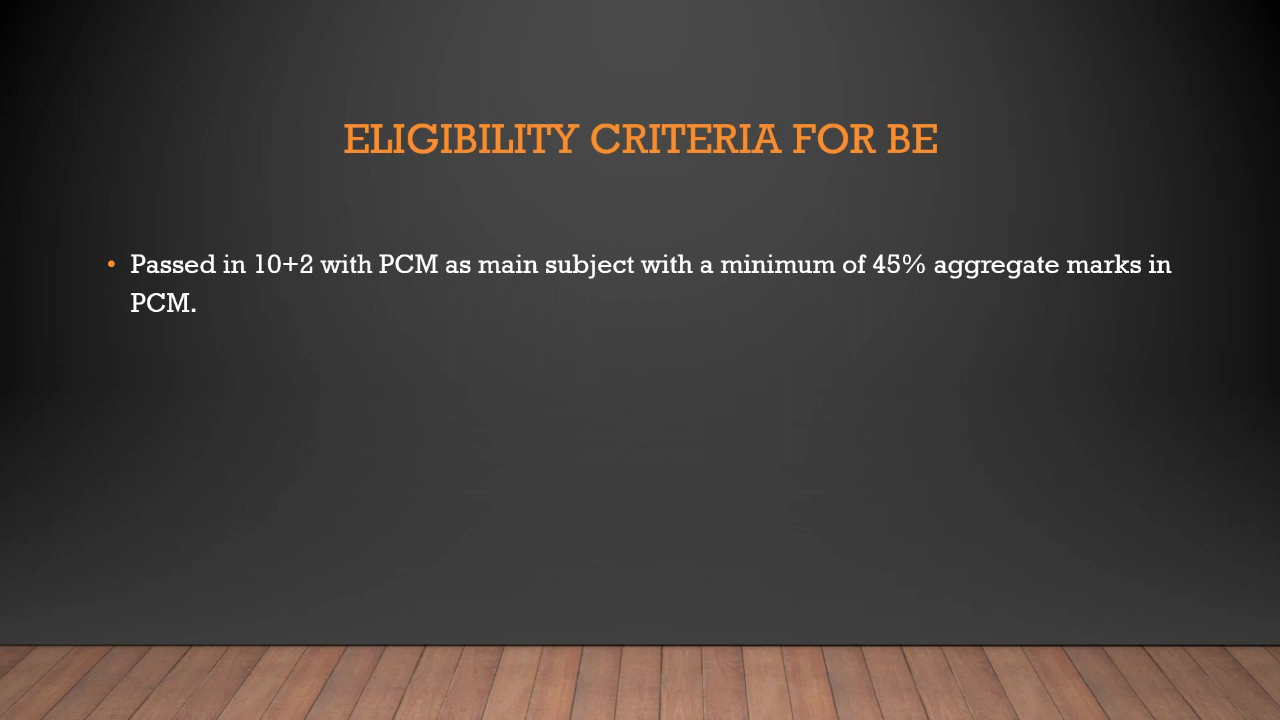 ELIGIBILITY CRITERIA FOR BE
• Passed in 10+2 with PCM as main subject with a minimum of 45% aggregate marks in
PCM.